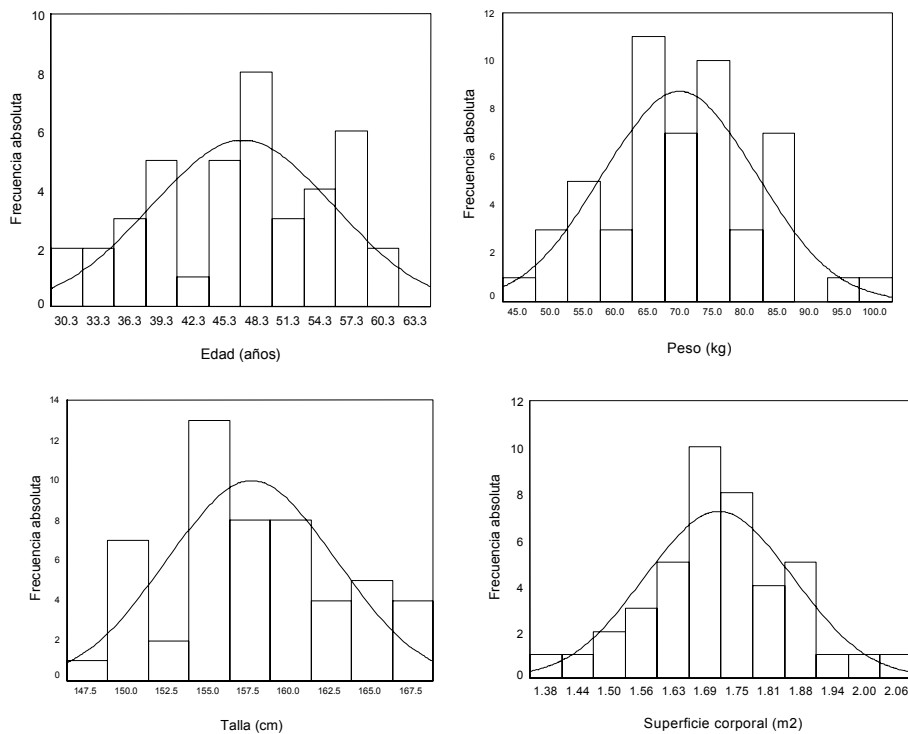 Frecuencia absoluta
10
8
6
4
2
0
30.3 33.3 36.3 39.3 42.3 45.3 48.3 51.3 54.3 57.3 60.3 63.3
Edad (años)
Frecuencia absoluta
12
10
8
6
4
2
0
45.0 50.0 55.0 60.0 65.0 70.0 75.0 80.0 85.0 90.0 95.0 100.0
Peso (kg)
Frecuencia absoluta
14
12
10
8
6
4
2
0
147.5 150.0 152.5 155.0 157.5 160.0 162.5 165.0 167.5
Talla (cm)
Frecuencia absoluta
12
10
8
6
4
2
0
1.38 1.44 1.50 1.56 1.63 1.69 1.75 1.81 1.88 1.94 2.00 2.06
Superficie corporal (m2)